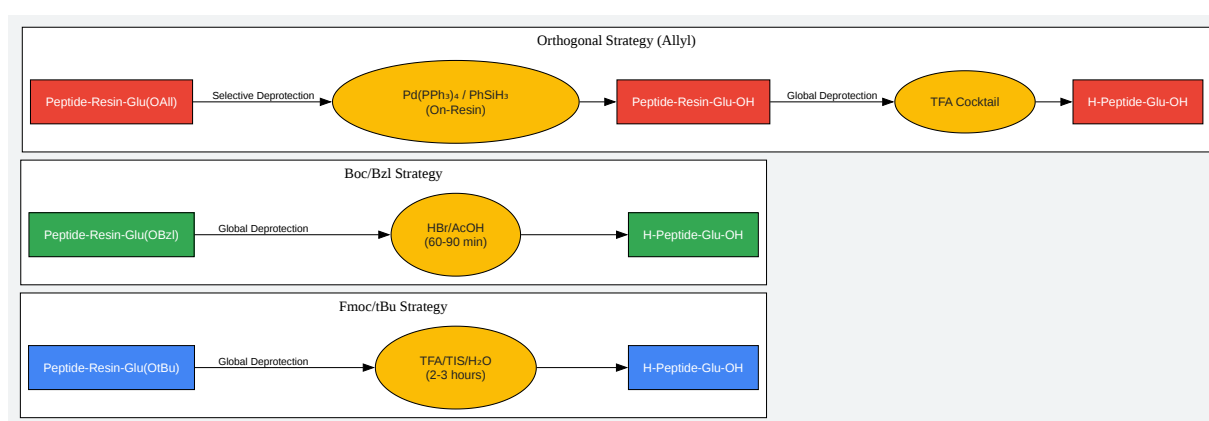 Orthogonal Strategy (Allyl)
Peptide-Resin-Glu(OAll)
Selective Deprotection
Pd(PPh₃)₄ / PhSiH₃
(On-Resin)
Peptide-Resin-Glu-OH
Global Deprotection
TFA Cocktail
H-Peptide-Glu-OH
Boc/Bzl Strategy
Peptide-Resin-Glu(OBzl)
Global Deprotection
HBr/AcOH
(60-90 min)
H-Peptide-Glu-OH
Fmoc/tBu Strategy
Peptide-Resin-Glu(OtBu)
Global Deprotection
TFA/TIS/H₂O
(2-3 hours)
H-Peptide-Glu-OH